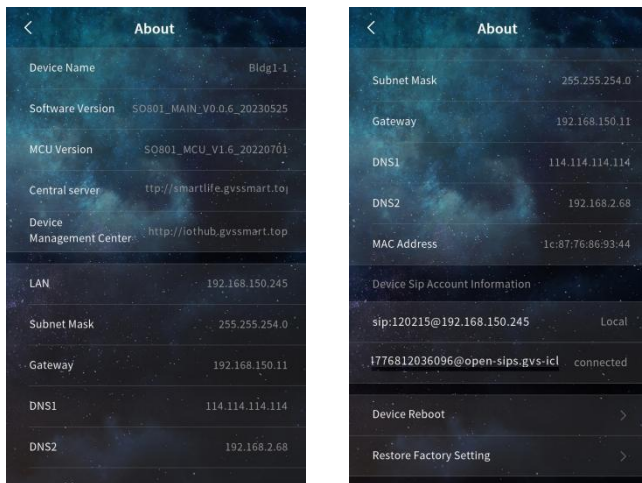 About
Device Name Bldg1-1
Software Version SO801_MAIN_V0.0.6_20230525
MCU Version SO801_MCU_V1.6_20220701
Central server ttp://smartlife.gvssmart.to
Device
Management Center http://iothub.gvssmart.top
LAN 192.168.150.245
Subnet Mask 255.255.254.0
Gateway 192.168.150.11
DNS1 114.114.114.114
DNS2 192.168.2.68
About
Subnet Mask 255.255.254.0
Gateway 192.168.150.11
DNS1 114.114.114.114
DNS2 192.168.2.68
MAC Address 1c:87:76:86:93:44
Device Sip Account Information
sip:120215@192.168.150.245 Local
4776812036096@open-sips.gvs-icl connected
Device Reboot
Restore Factory Setting